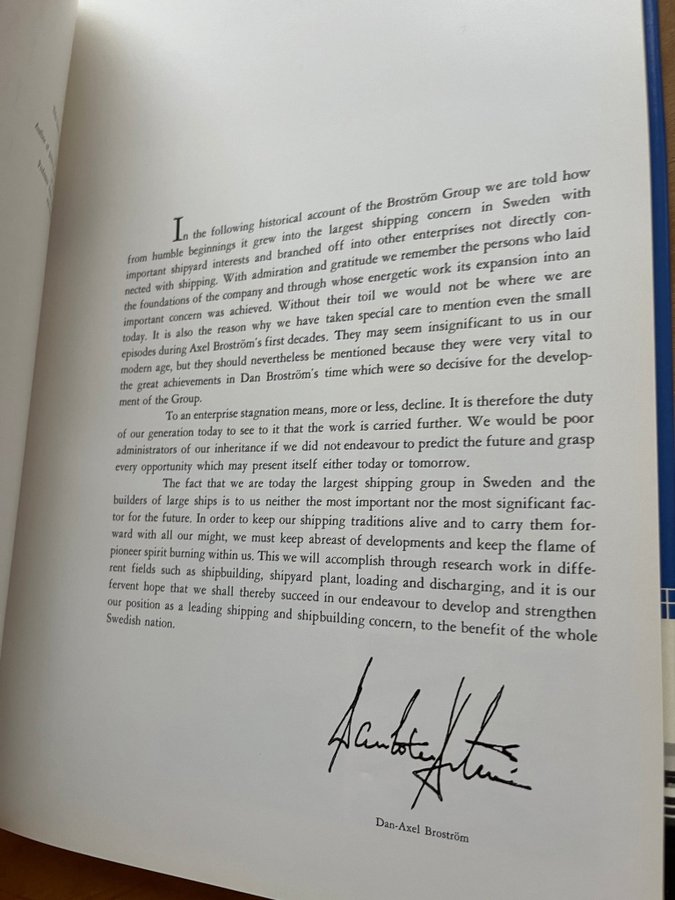 In the following historical account of the Broström Group we are told how
from humble beginnings it grew into the largest shipping concern in Sweden with
important shipyard interests and branched off into other enterprises not directly con-
nected with shipping. With admiration and gratitude we remember the persons who laid
the foundations of the company and through whose energetic work its expansion into an
important concern was achieved. Without their toil we would not be where we are
today. It is also the reason why we have taken special care to mention even the small
episodes during Axel Broström's first decades. They may seem insignificant to us in our
modern age, but they should nevertheless be mentioned because they were very vital to
the great achievements in Dan Broström's time which were so decisive for the develop-
ment of the Group.
To an enterprise stagnation means, more or less, decline. It is therefore the duty
of our generation today to see to it that the work is carried further. We would be poor
administrators of our inheritance if we did not endeavour to predict the future and grasp
every opportunity which may present itself either today or tomorrow.
The fact that we are today the largest shipping group in Sweden and the
builders of large ships is to us neither the most important nor the most significant fac-
tor for the future. In order to keep our shipping traditions alive and to carry them for-
ward with all our might, we must keep abreast of developments and keep the flame of
pioneer spirit burning within us. This we will accomplish through research work in diffe-
rent fields such as shipbuilding, shipyard plant, loading and discharging, and it is our
fervent hope that we shall thereby succeed in our endeavour to develop and strengthen
our position as a leading shipping and shipbuilding concern, to the benefit of the whole
Swedish nation.
Dan-Axel Broström